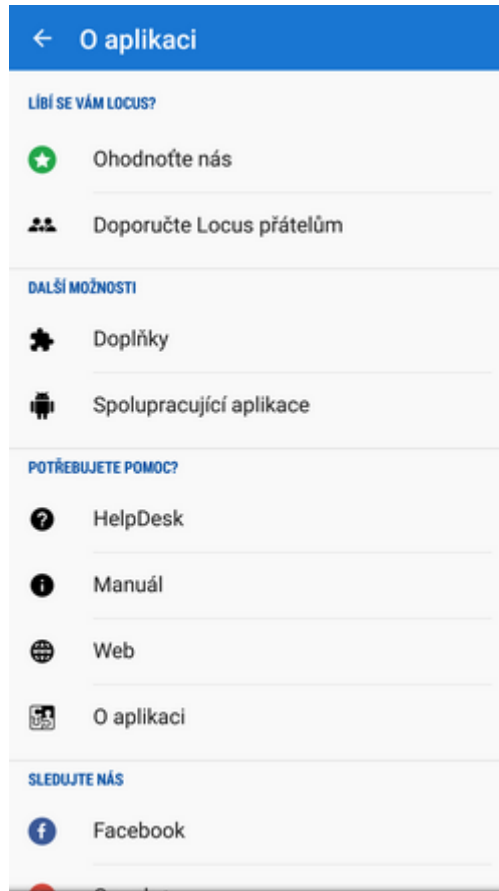 O aplikaci
LÍBÍ SE VÁM LOCUS?
Ohodnoťte nás
Doporučte Locus přátelům
DALŠÍ MOŽNOSTI
Doplňky
Spolupracující aplikace
POTŘEBUJETE POMOC?
HelpDesk
Manuál
Web
O aplikaci
SLEDUJTE NÁS
Facebook